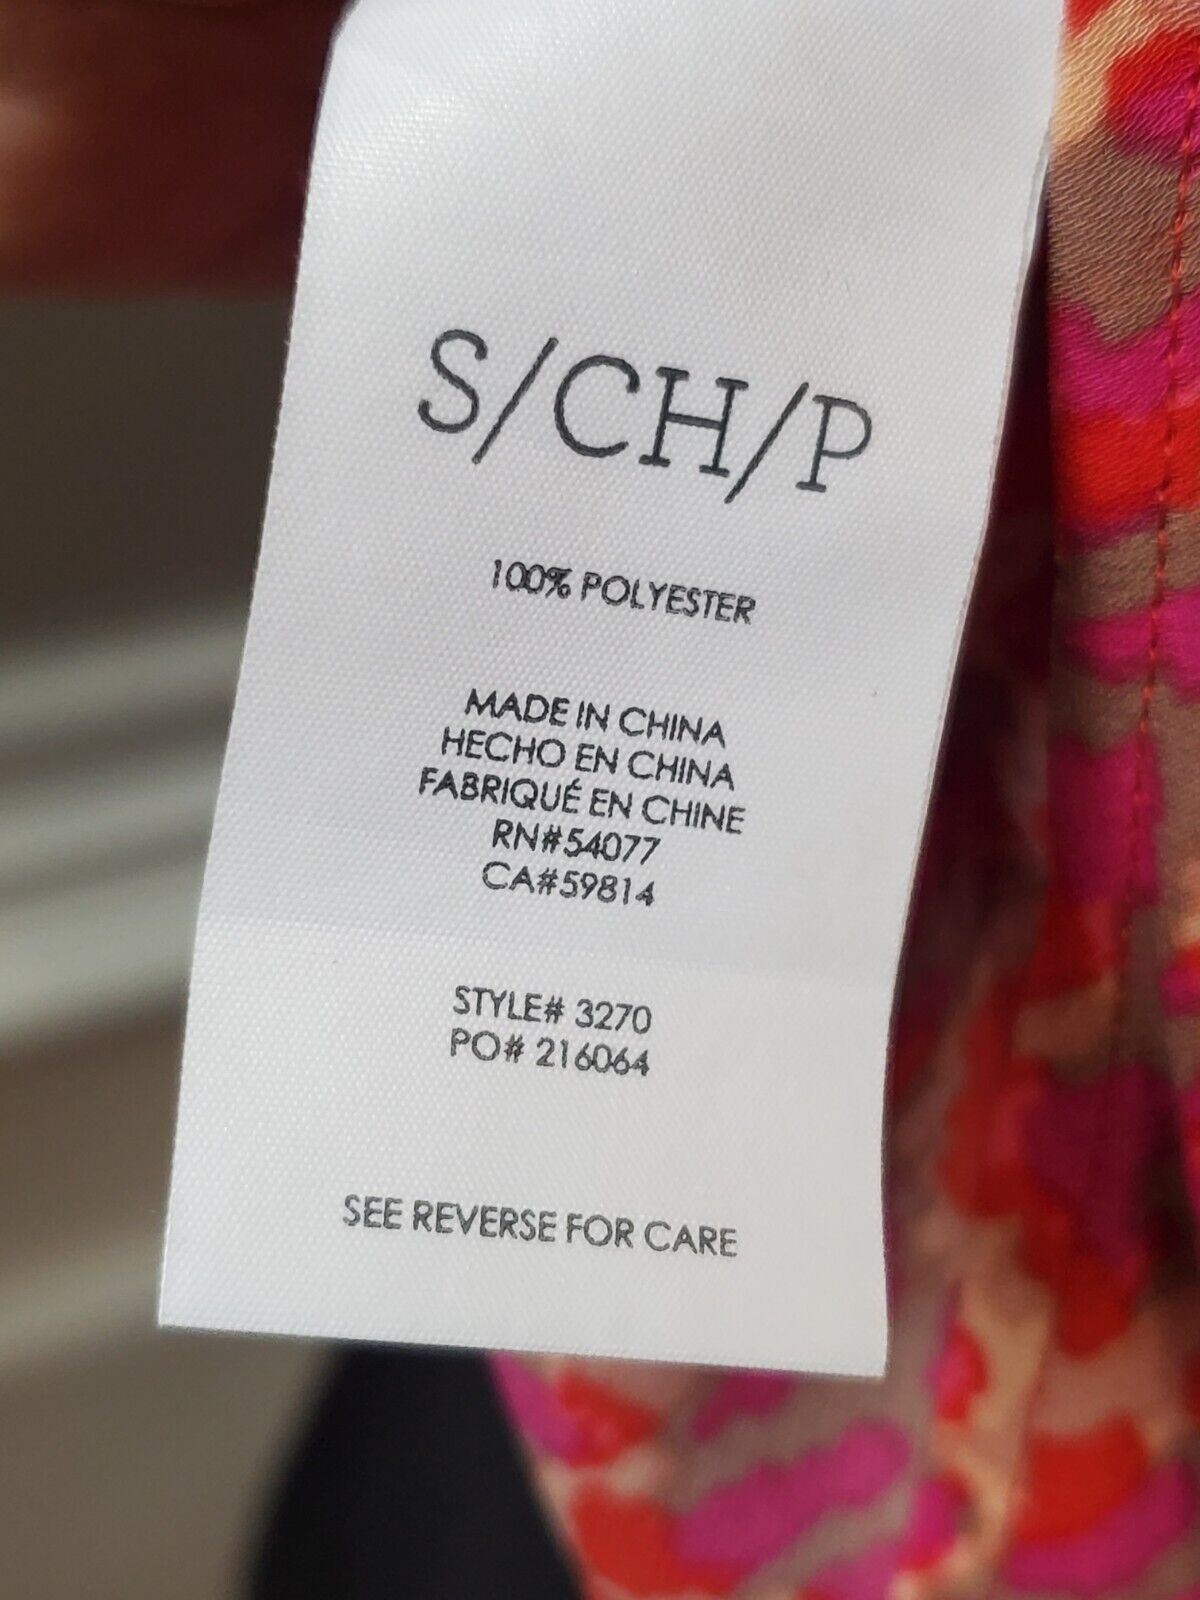 S/CH/P
100% POLYESTER
MADE IN CHINA
HECHO EN CHINA
FABRIQUÉ EN CHINE
RN#54077
CA#59814
STYLE# 3270
PO# 216064
SEE REVERSE FOR CARE